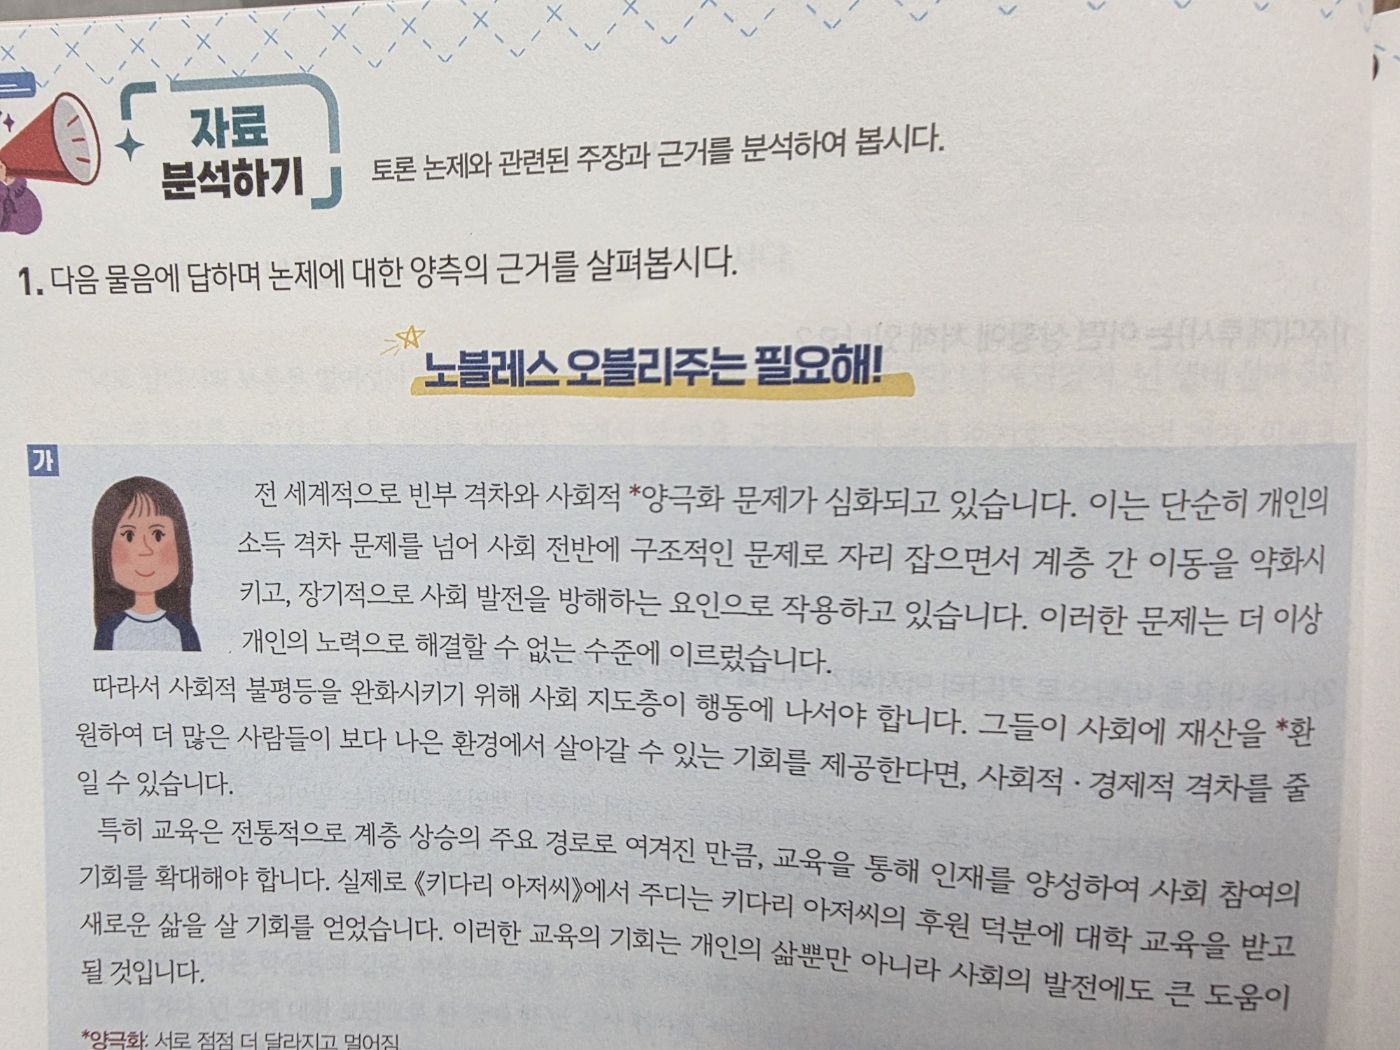 자료
분석하기
토론 논제와 관련된 주장과 근거를 분석하여 봅시다.
1. 다음 물음에 답하며 논제에 대한 양측의 근거를 살펴봅시다.
노블레스 오블리주는 필요해!
가
전 세계적으로 빈부 격차와 사회적 *양극화 문제가 심화되고 있습니다. 이는 단순히 개인의
소득 격차 문제를 넘어 사회 전반에 구조적인 문제로 자리 잡으면서 계층 간 이동을 약화시
키고, 장기적으로 사회 발전을 방해하는 요인으로 작용하고 있습니다. 이러한 문제는 더 이상
개인의 노력으로 해결할 수 없는 수준에 이르렀습니다.
따라서 사회적 불평등을 완화시키기 위해 사회 지도층이 행동에 나서야 합니다. 그들이 사회에 재산을 *환
원하여 더 많은 사람들이 보다 나은 환경에서 살아갈 수 있는 기회를 제공한다면, 사회적·경제적 격차를 줄
일 수 있습니다.
특히 교육은 전통적으로 계층 상승의 주요 경로로 여겨진 만큼, 교육을 통해 인재를 양성하여 사회 참여의
기회를 확대해야 합니다. 실제로 《키다리 아저씨》에서 주디는 키다리 아저씨의 후원 덕분에 대학 교육을 받고
새로운 삶을 살 기회를 얻었습니다. 이러한 교육의 기회는 개인의 삶뿐만 아니라 사회의 발전에도 큰 도움이
될 것입니다.
*양극화: 서로 점점 더 달라지고 멀어짐